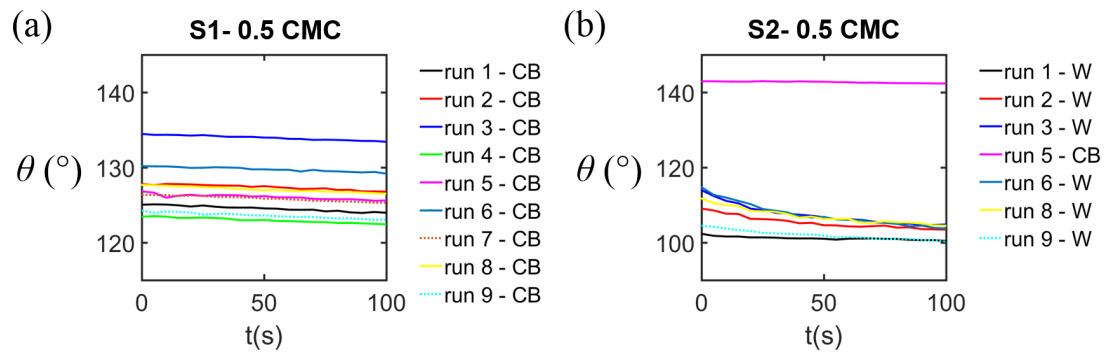 (a)
S1- 0.5 CMC
140
130
120
θ (°)
0
50
100
t(s)
run 1 - CB
run 2 - CB
run 3 - CB
run 4 - CB
run 5 - CB
run 6 - CB
run 7 - CB
run 8 - CB
run 9 - CB
(b)
S2- 0.5 CMC
140
120
100
θ (°)
0
50
100
t(s)
run 1 - W
run 2 - W
run 3 - W
run 5 - CB
run 6 - W
run 8 - W
run 9 - W